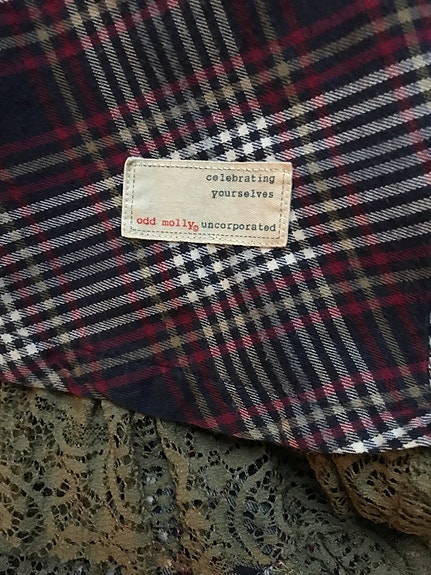 celebrating
yourselves
odd molly® uncorporated